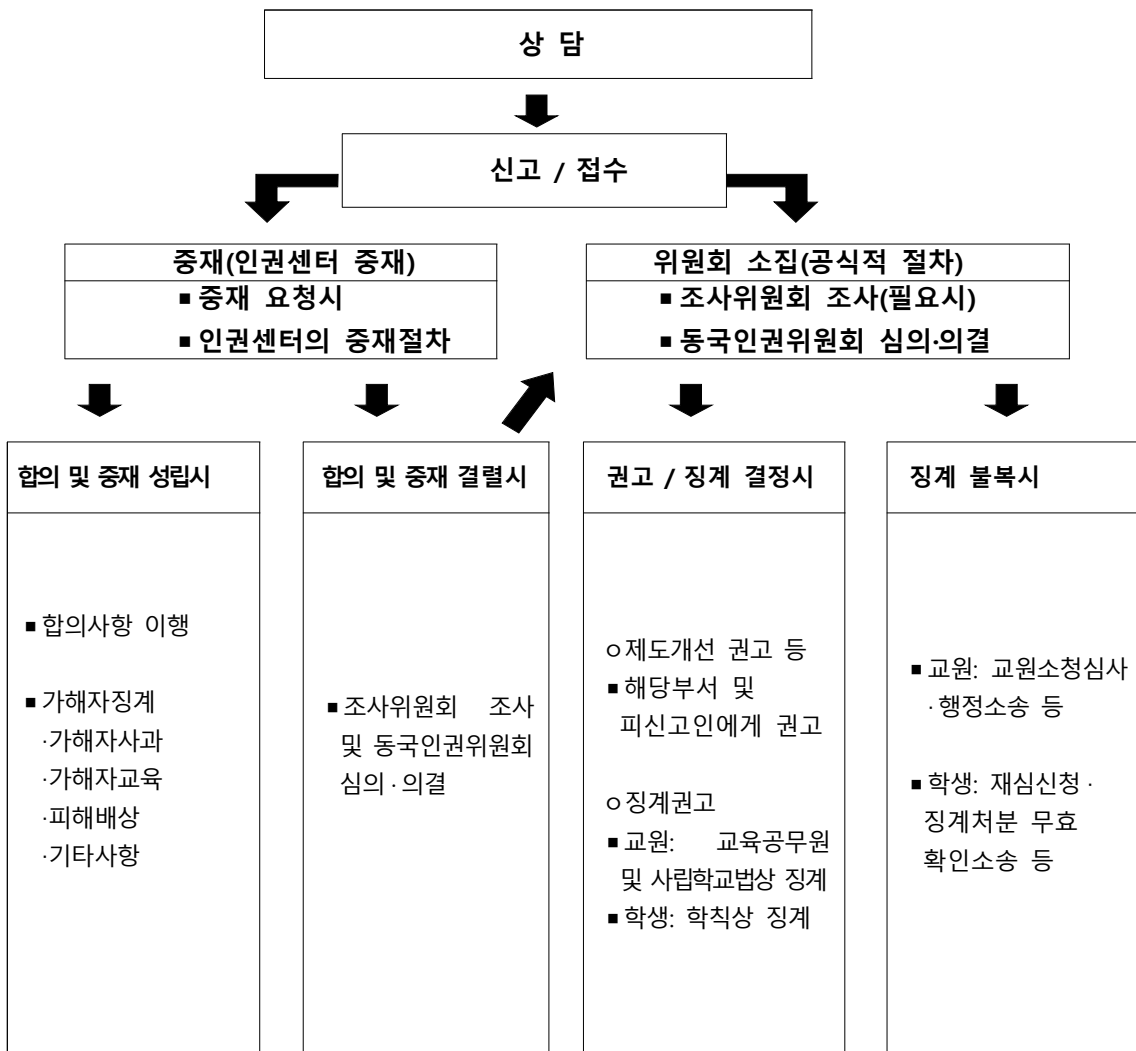 상 담
신고 / 접수
중재(인권센터 중재)
■ 중재 요청시
■ 인권센터의 중재절차
위원회 소집(공식적 절차)
■ 조사위원회 조사(필요시)
■ 동국인권위원회 심의·의결
합의 및 중재 성립시
■ 합의사항 이행
■ 가해자징계
·가해자사과
·가해자교육
·피해배상
·기타사항
합의 및 중재 결렬시
■ 조사위원회 조사
및 동국인권위원회
심의·의결
권고 / 징계 결정시
ㅇ제도개선 권고 등
■ 해당부서 및
피신고인에게 권고
ㅇ징계권고
■ 교원: 교육공무원
및 사립학교법상 징계
■ 학생: 학칙상 징계
징계 불복시
■ 교원: 교원소청심사
·행정소송 등
■ 학생: 재심신청·
징계처분 무효
확인소송 등